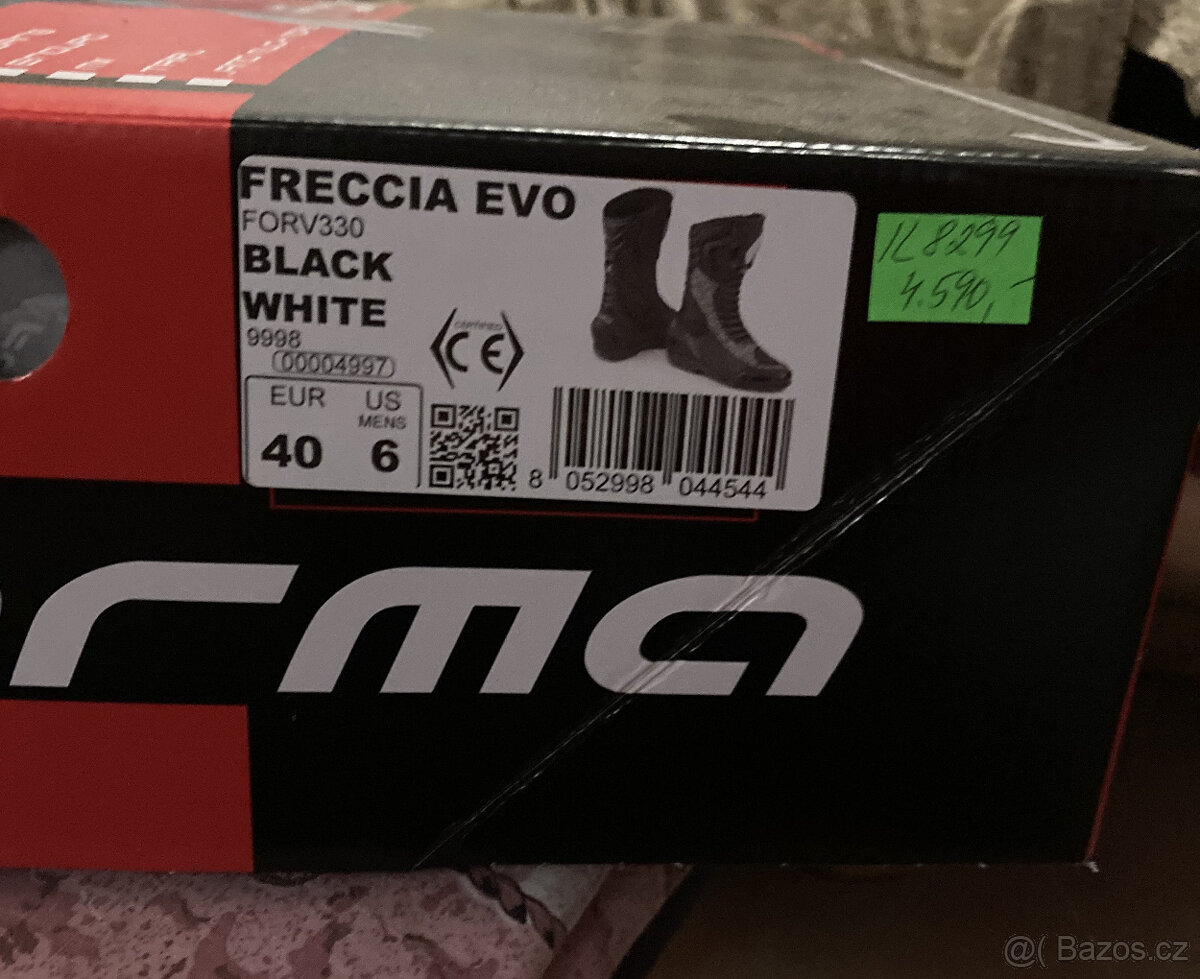 FRECCIA EVO
FORV330
BLACK
WHITE
9998
00004997
CERTIFIED
CE
EUR
US
MENS
40
6
8 052998 044544
1L8299
4.590,-
rma
@( Bazos.cz